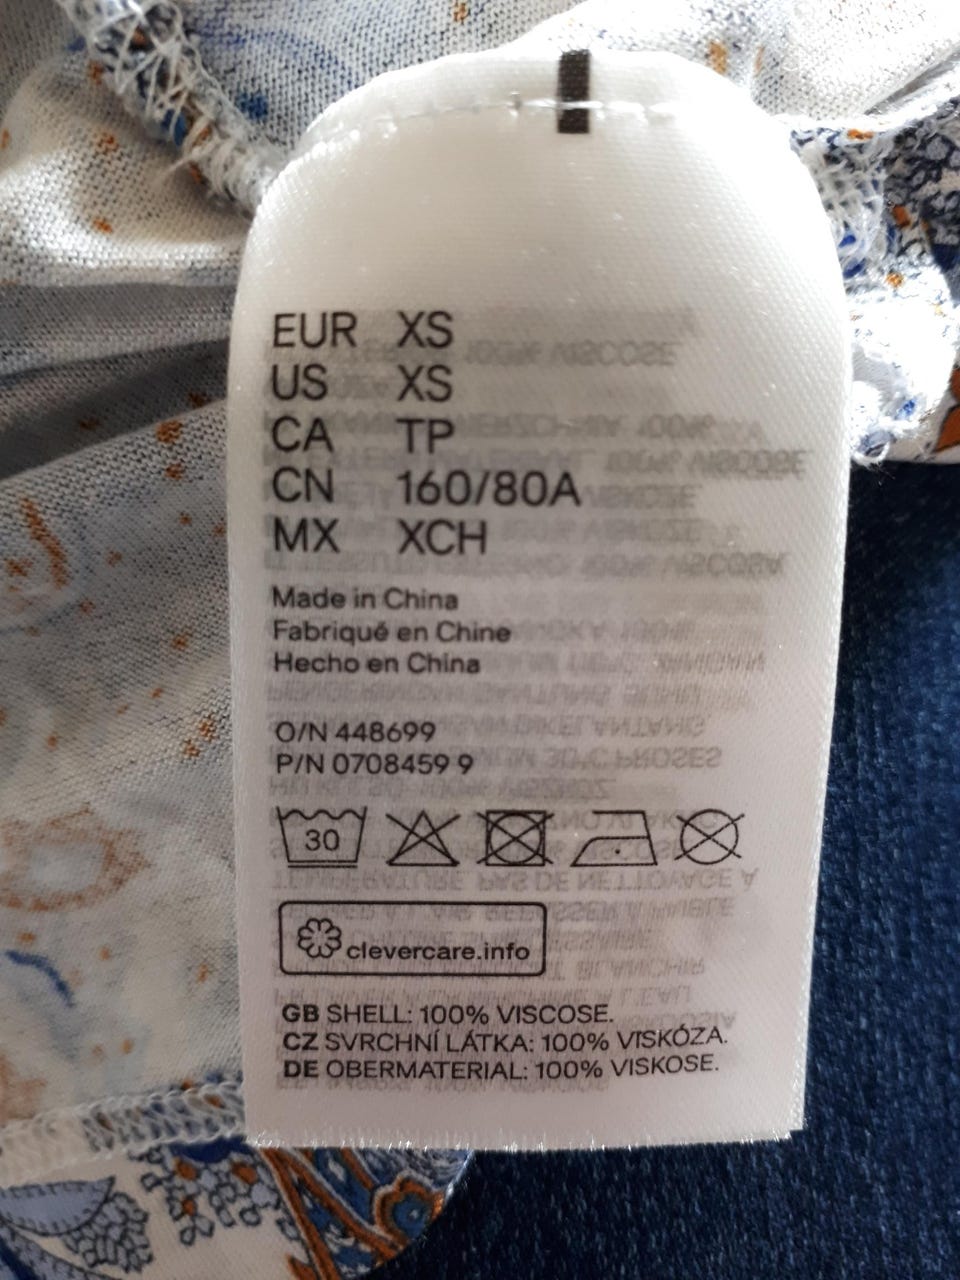 EUR XS
US XS
CA TP
CN 160/80A
MX XCH
Made in China
Fabriqué en Chine
Hecho en China
O/N 448699
P/N 0708459 9
30
clevercare.info
GB SHELL: 100% VISCOSE.
CZ SVRCHNÍ LÁTKA: 100% VISKÓZA.
DE OBERMATERIAL: 100% VISKOSE.